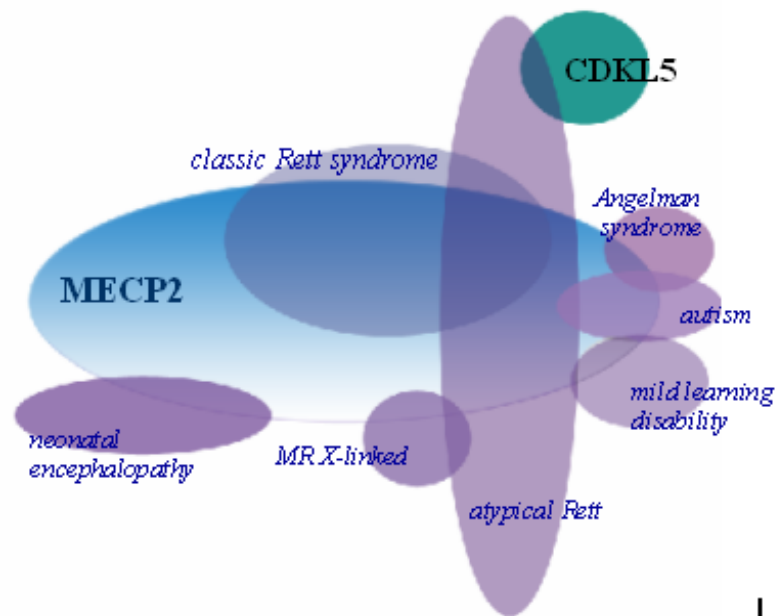 CDKL5
classic Rett syndrome
Angelman
syndrome
MECP2
autism
mild learning
disability
neonatal
encephalopathy
MR X-linked
atypical Rett